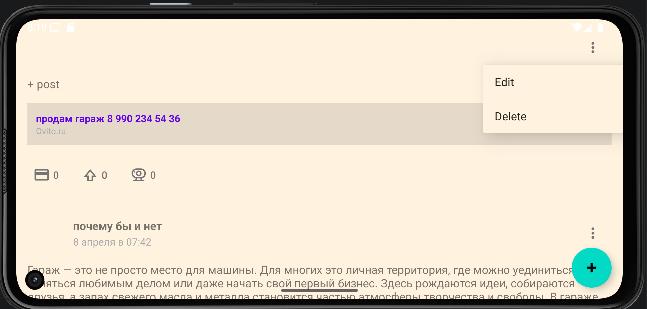 Edit
+ post
Delete
продам гараж 8 990 234 54 36
Ovito.ru
0 0 0
почему бы и нет
8 апреля в 07:42
Гараж — это не просто место для машины. Для многих это личная территория, где можно уединиться
любимым делом или даже начать свой первый бизнес. Здесь рождаются идеи, собираются
друзья, а запах свежего масла и металла становится частью атмосферы творчества и свободы. В гараже